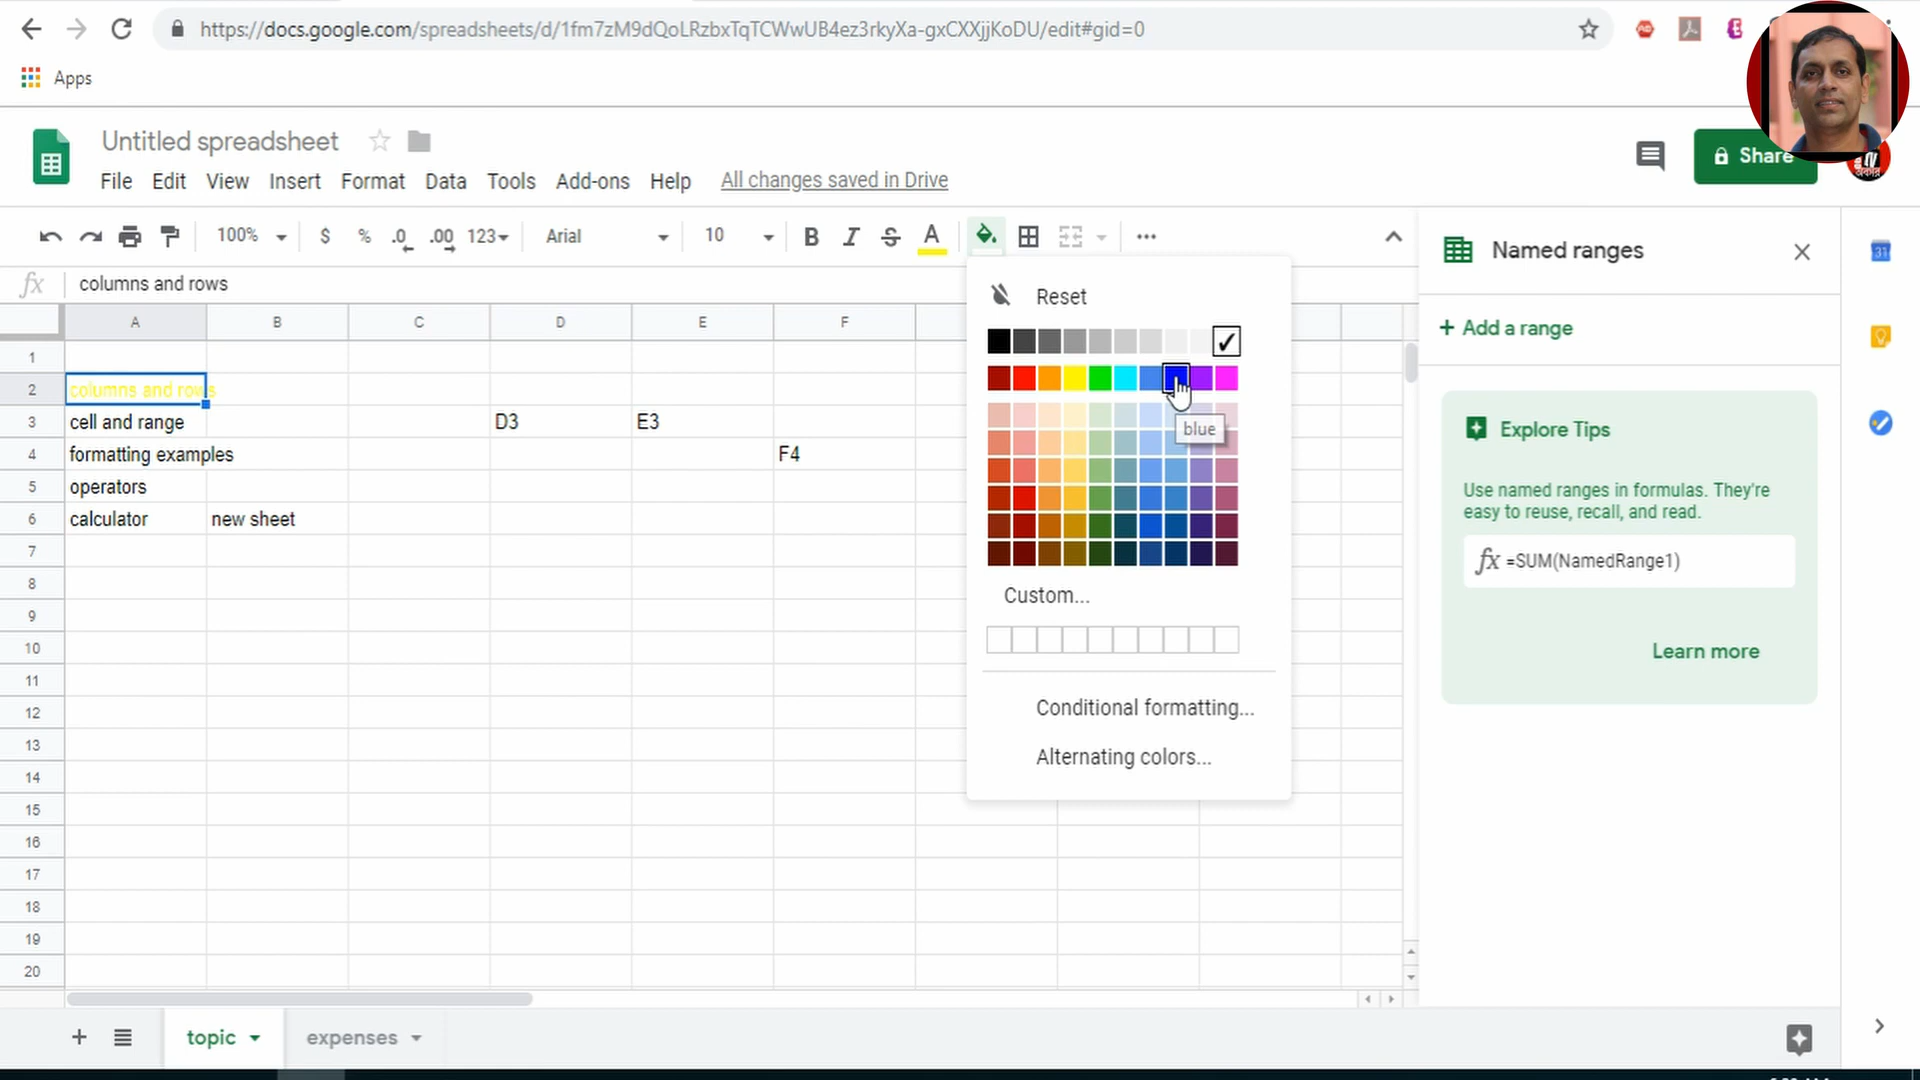 https://docs.google.com/spreadsheets/d/1fm7zM9dQoLRzbxTqTCWwUB4ez3rkyXa-gxCXXjjKoDU/edit#gid=0
Apps
Untitled spreadsheet
File Edit View Insert Format Data Tools Add-ons Help All changes saved in Drive
Share
100% $ % .0 .00 123 Arial 10 B I S A
fx columns and rows
Named ranges
+ Add a range
Reset
A B C D E F
1
2 columns and rows
3 cell and range D3 E3
4 formatting examples F4
5 operators
6 calculator new sheet
7
8
9
10
11
12
13
14
15
16
17
18
19
20
blue
Custom...
Conditional formatting...
Alternating colors...
Explore Tips
Use named ranges in formulas. They're
easy to reuse, recall, and read.
fx =SUM(NamedRange1)
Learn more
31
+ topic expenses